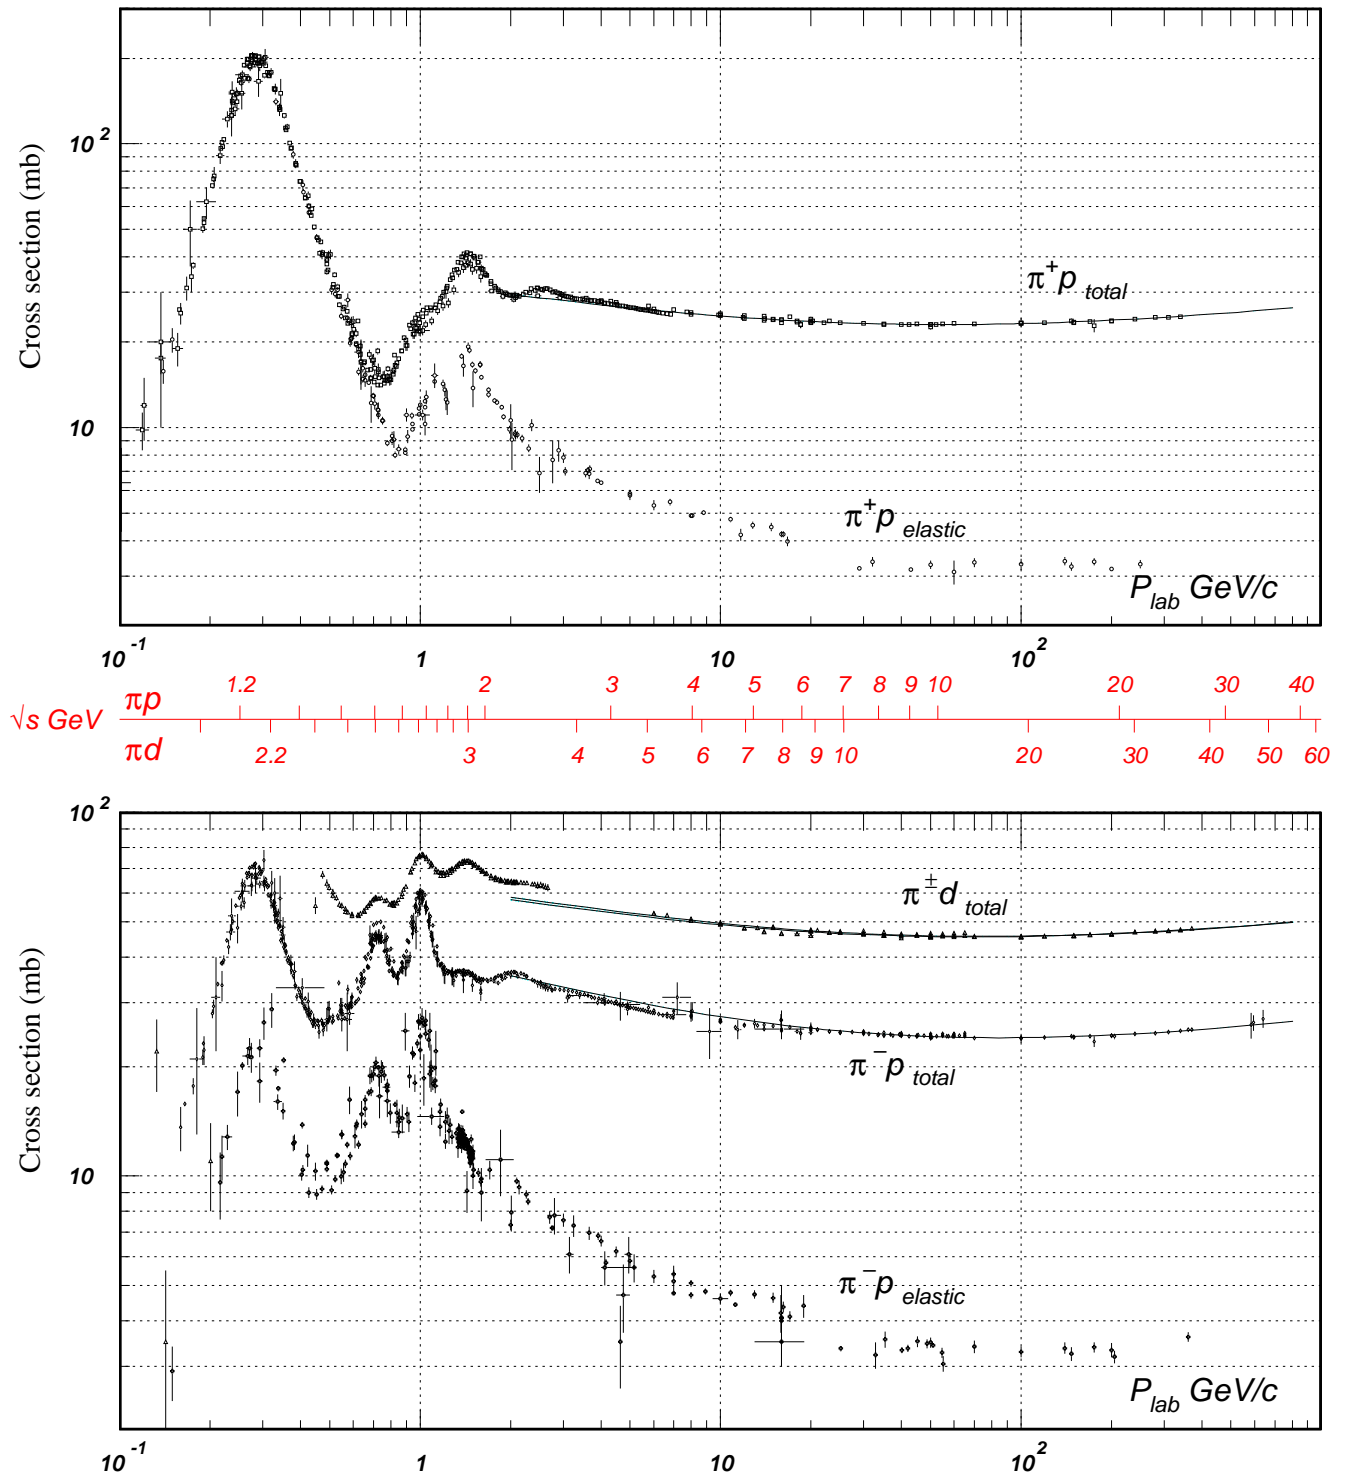 Cross section (mb)
10²
10
π⁺p total
π⁺p elastic
P lab GeV/c
10⁻¹ 1 10 10²
πp 1.2 2 3 4 5 6 7 8 9 10 20 30 40
√s GeV
πd 2.2 3 4 5 6 7 8 9 10 20 30 40 50 60
Cross section (mb)
10²
10
π±d total
π⁻p total
π⁻p elastic
P lab GeV/c
10⁻¹ 1 10 10²